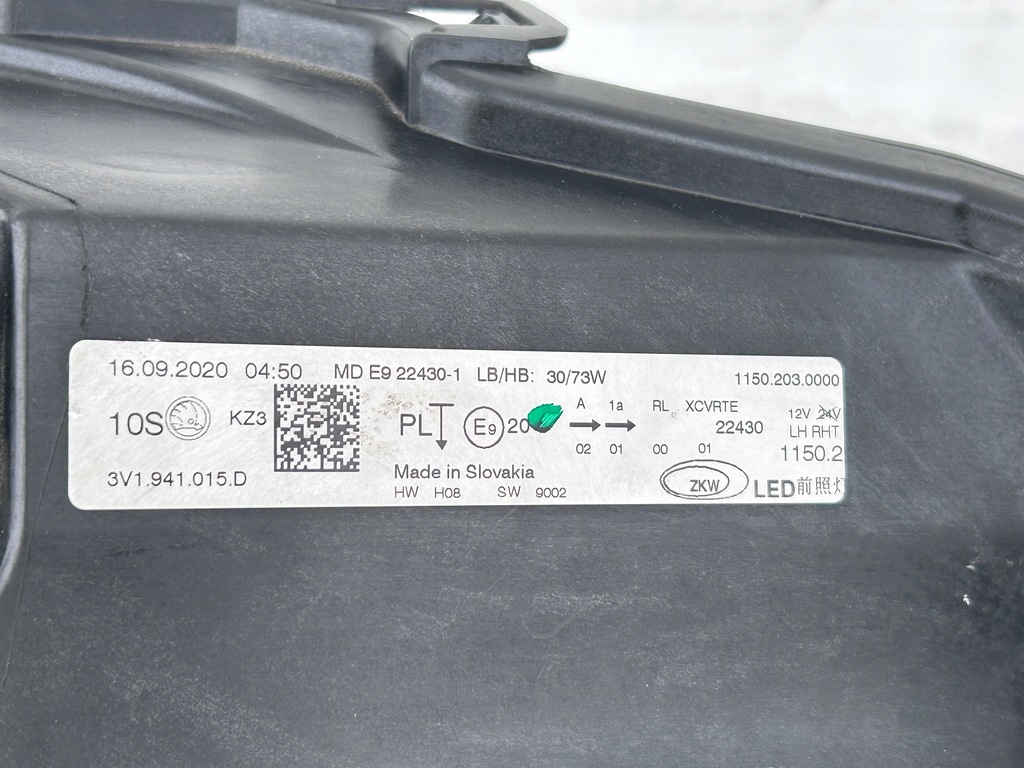 16.09.2020 04:50 MD E9 22430-1 LB/HB: 30/73W 1150.203.0000
10S KZ3 PL E9 20 A 1a RL XCVRTE 12V 24V
22430 LH RHT
02 01 00 01 1150.2
3V1.941.015.D Made in Slovakia
HW H08 SW 9002 ZKW LED前照灯